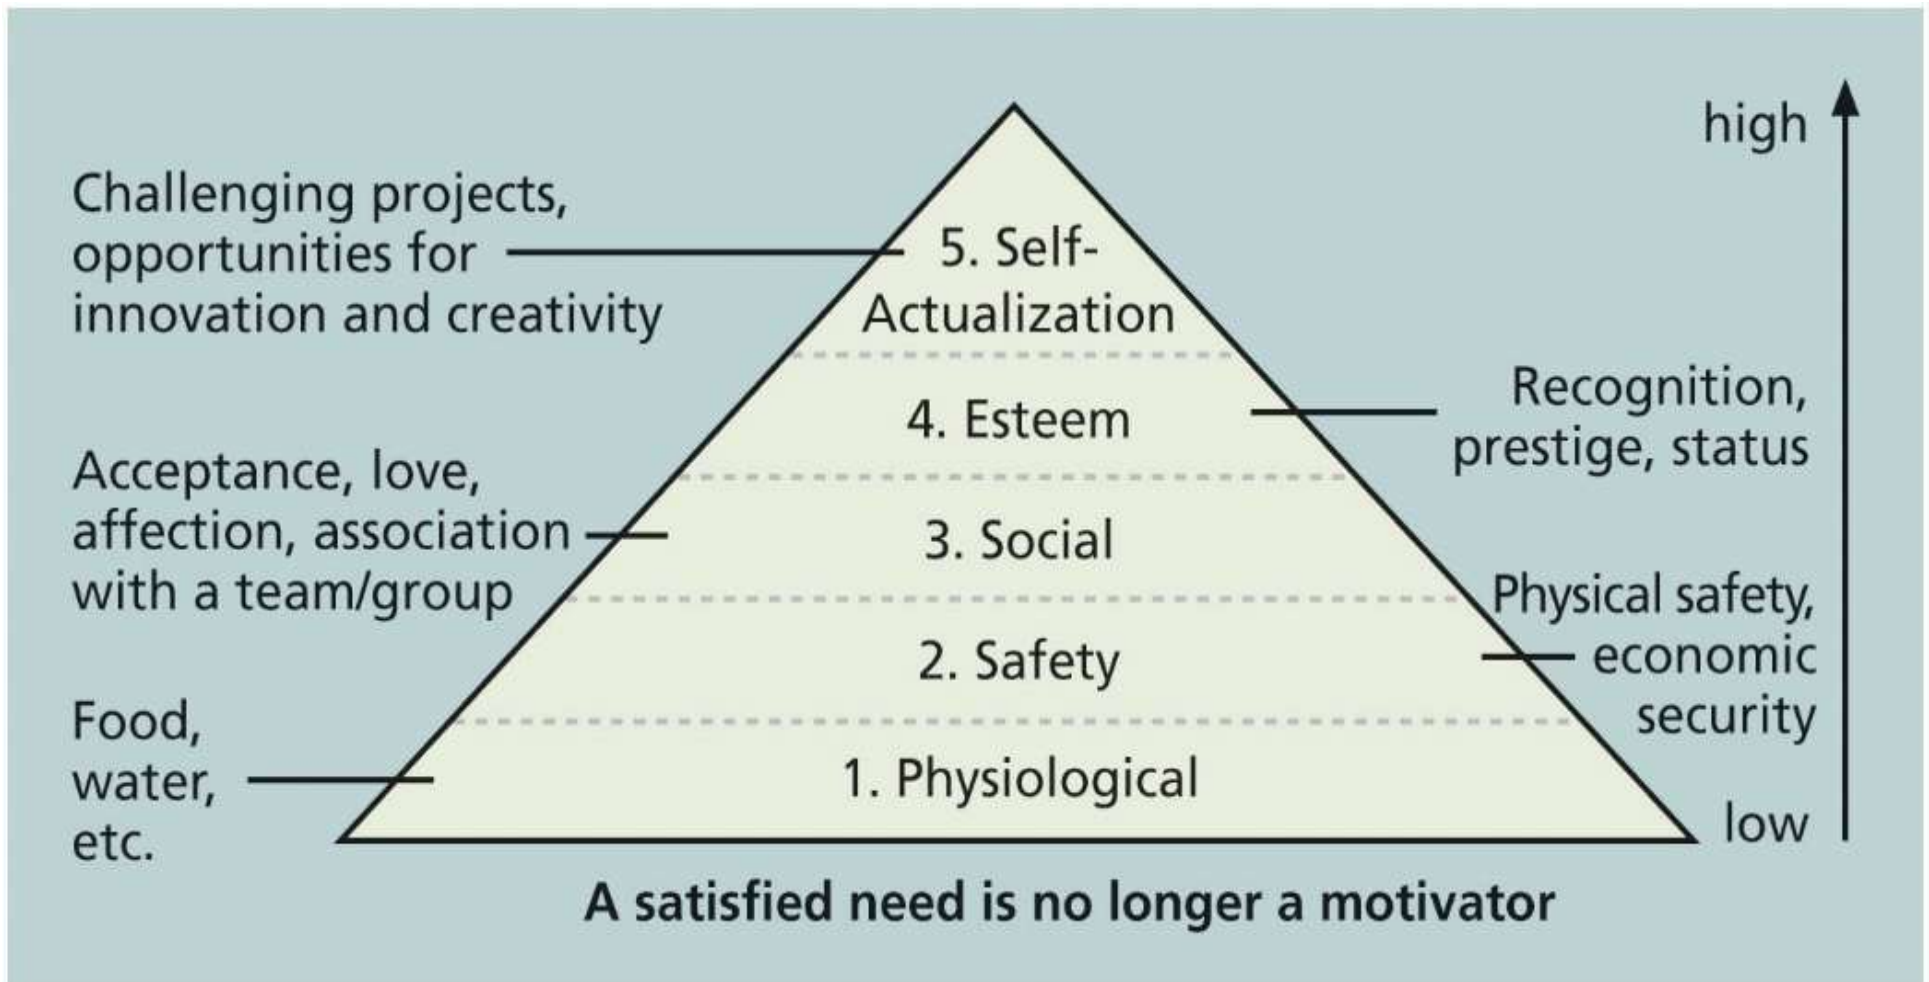 high
Challenging projects,
opportunities for
innovation and creativity
5. Self-
Actualization
Recognition,
prestige, status
4. Esteem
Acceptance, love,
affection, association
with a team/group
3. Social
Physical safety,
economic
security
2. Safety
Food,
water,
etc.
1. Physiological
low
A satisfied need is no longer a motivator